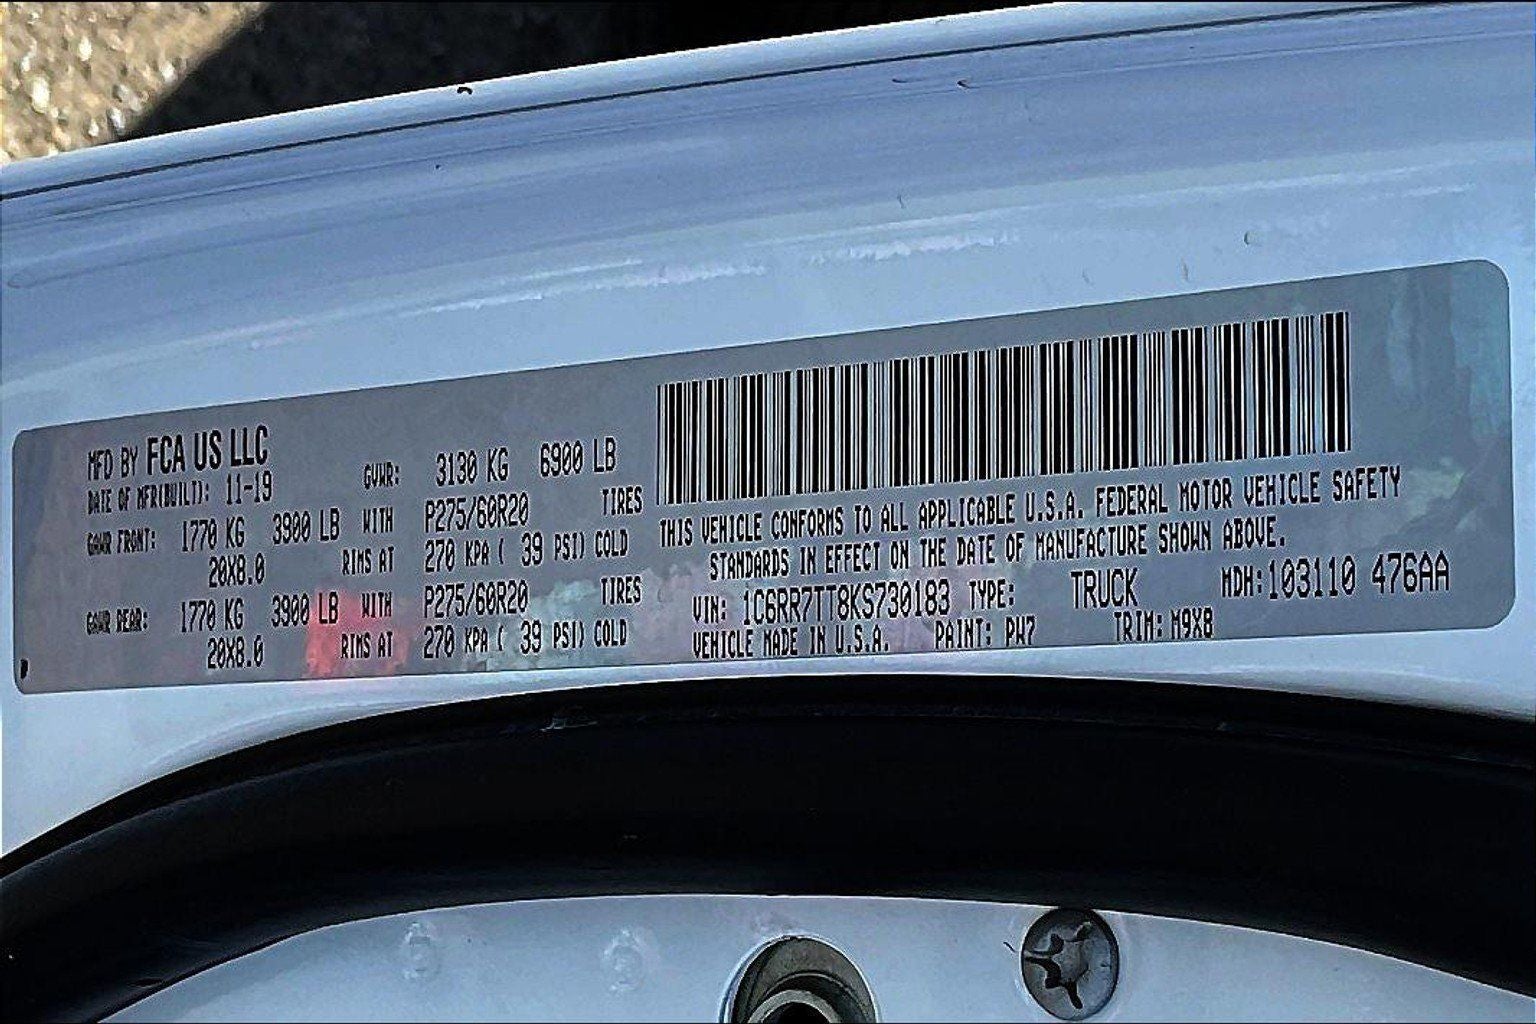 MFD BY FCA US LLC
DATE OF MFR(BUILT): 11-19
GVWR: 3130 KG 6900 LB
GAWR FRONT: 1770 KG 3900 LB WITH P275/60R20 TIRES
20X8.0 RIMS AT 270 KPA ( 39 PSI) COLD
GAWR REAR: 1770 KG 3900 LB WITH P275/60R20 TIRES
20X8.0 RIMS AT 270 KPA ( 39 PSI) COLD
THIS VEHICLE CONFORMS TO ALL APPLICABLE U.S.A. FEDERAL MOTOR VEHICLE SAFETY
STANDARDS IN EFFECT ON THE DATE OF MANUFACTURE SHOWN ABOVE.
VIN: 1C6RR7TT8KS730183 TYPE: TRUCK MDH:103110 476AA
VEHICLE MADE IN U.S.A. PAINT: PW7 TRIM: M9X8